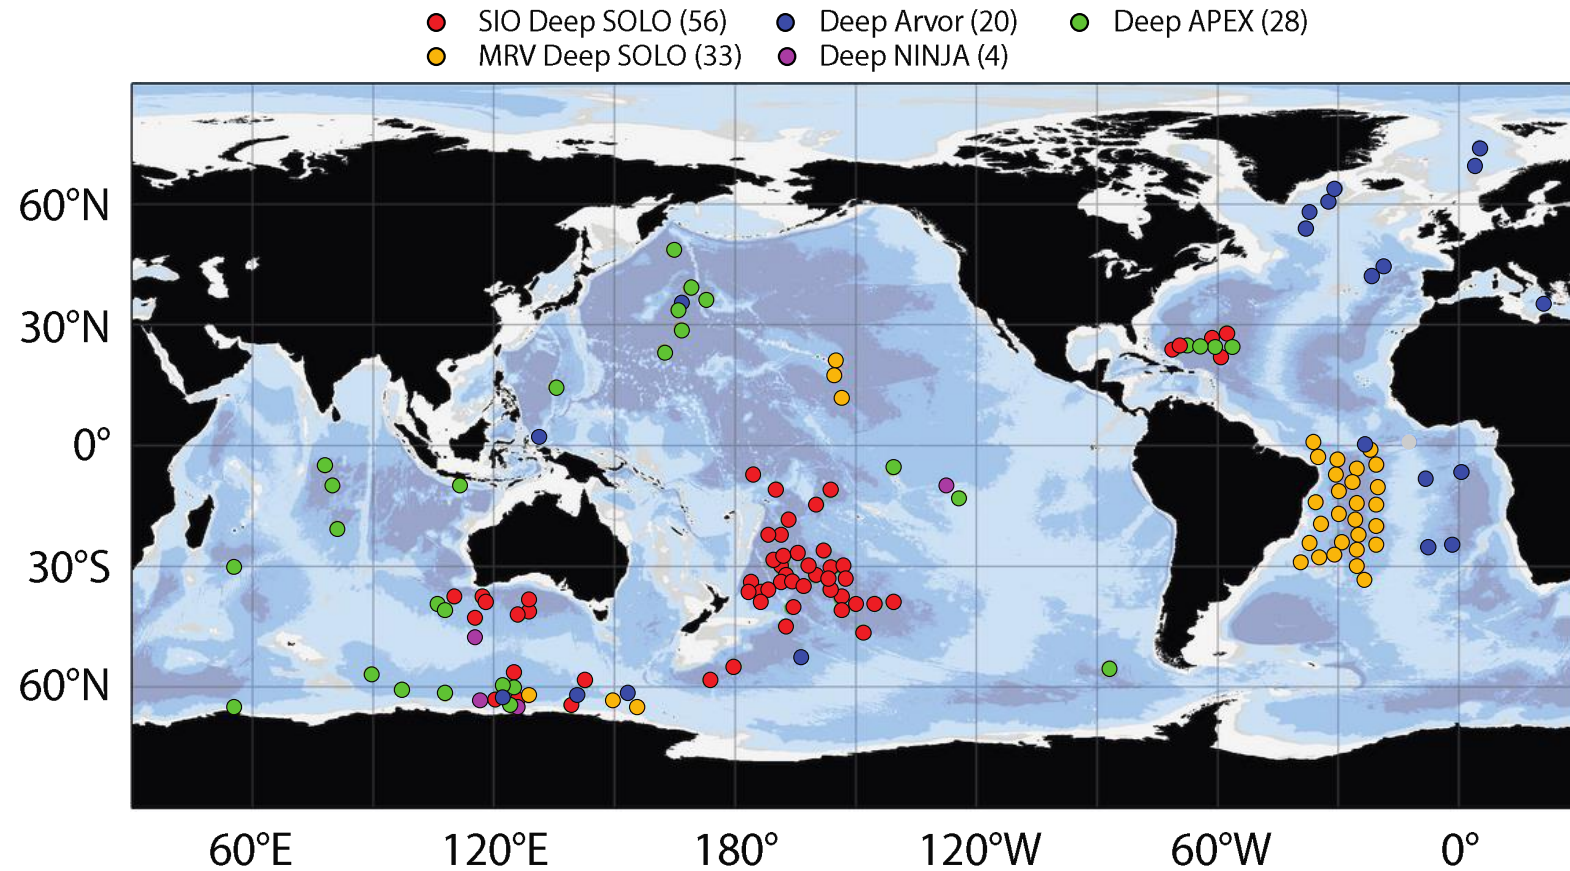 SIO Deep SOLO (56) Deep Arvor (20) Deep APEX (28)
MRV Deep SOLO (33) Deep NINJA (4)
60°N
30°N
0°
30°S
60°N
60°E 120°E 180° 120°W 60°W 0°